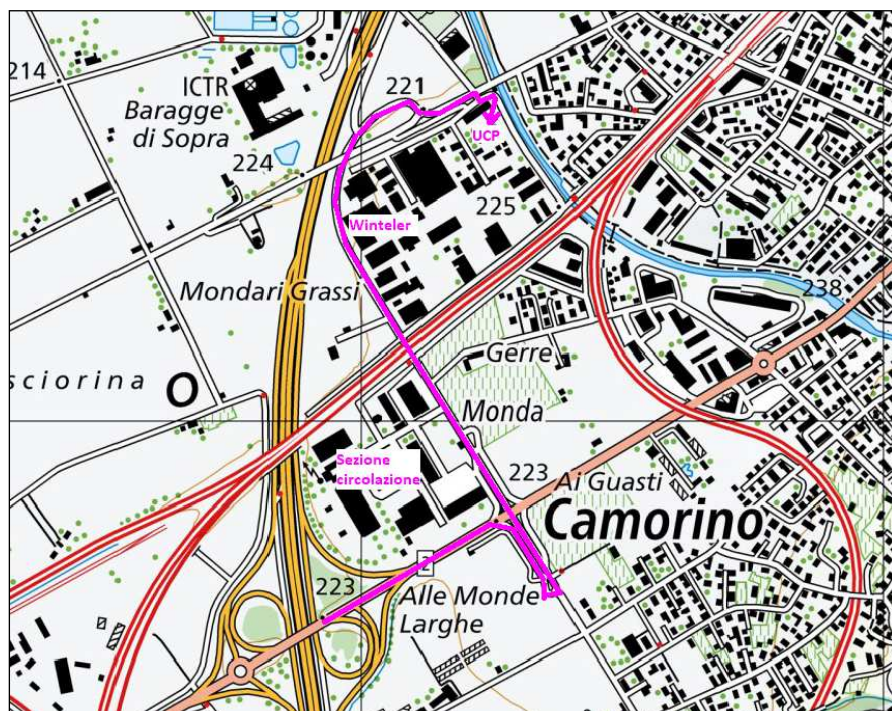 214
221
ICTR
Baragge
di Sopra
UCP
224
225
Winteler
238
Mondari Grassi
Gerre
sciorina
O
Monda
Sezione
circolazione
223
Ai Guasti
Camorino
2
223
Alle Monde
Larghe